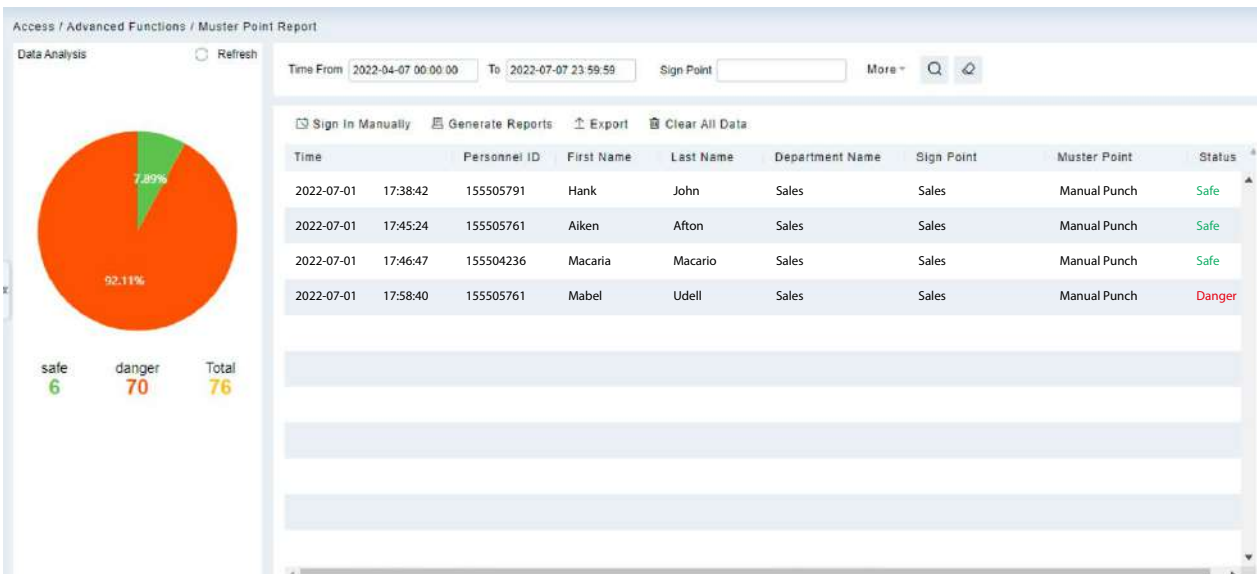 Access / Advanced Functions / Muster Point Report
Data Analysis Refresh
Time From 2022-04-07 00:00:00 To 2022-07-07 23:59:59 Sign Point More
Sign In Manually Generate Reports Export Clear All Data
Time Personnel ID First Name Last Name Department Name Sign Point Muster Point Status
2022-07-01 17:38:42 155505791 Hank John Sales Sales Manual Punch Safe
2022-07-01 17:45:24 155505761 Aiken Afton Sales Sales Manual Punch Safe
2022-07-01 17:46:47 155504236 Macaria Macario Sales Sales Manual Punch Safe
2022-07-01 17:58:40 155505761 Mabel Udell Sales Sales Manual Punch Danger
7.89%
92.11%
safe danger Total
6 70 76